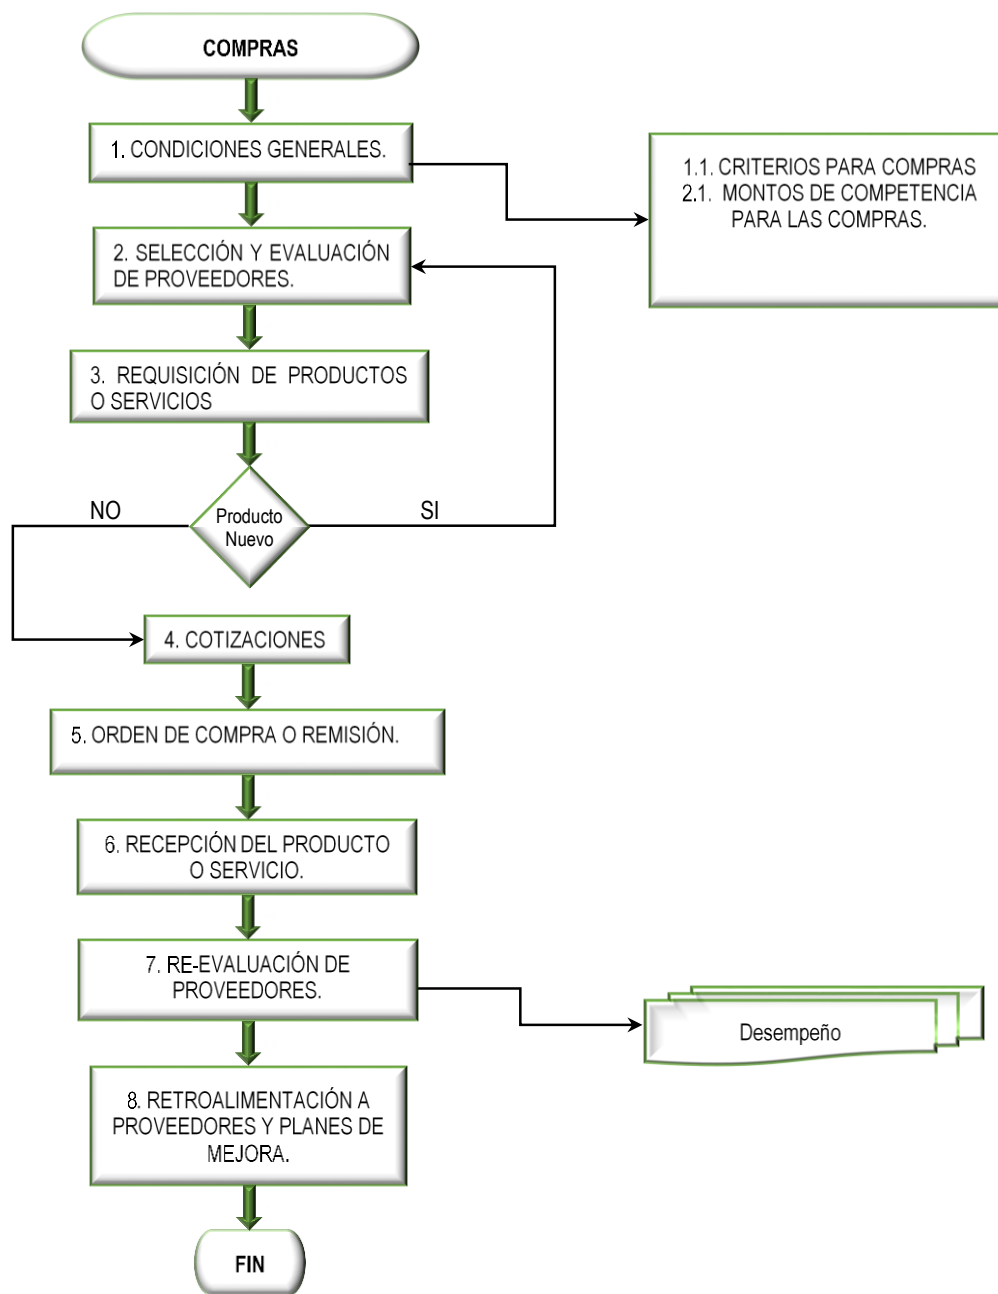 COMPRAS
1. CONDICIONES GENERALES.
1.1. CRITERIOS PARA COMPRAS
2.1. MONTOS DE COMPETENCIA
PARA LAS COMPRAS.
2. SELECCIÓN Y EVALUACIÓN
DE PROVEEDORES.
3. REQUISICIÓN DE PRODUCTOS
O SERVICIOS
NO
Producto
Nuevo
SI
4. COTIZACIONES
5. ORDEN DE COMPRA O REMISIÓN.
6. RECEPCIÓN DEL PRODUCTO
O SERVICIO.
7. RE-EVALUACIÓN DE
PROVEEDORES.
Desempeño
8. RETROALIMENTACIÓN A
PROVEEDORES Y PLANES DE
MEJORA.
FIN